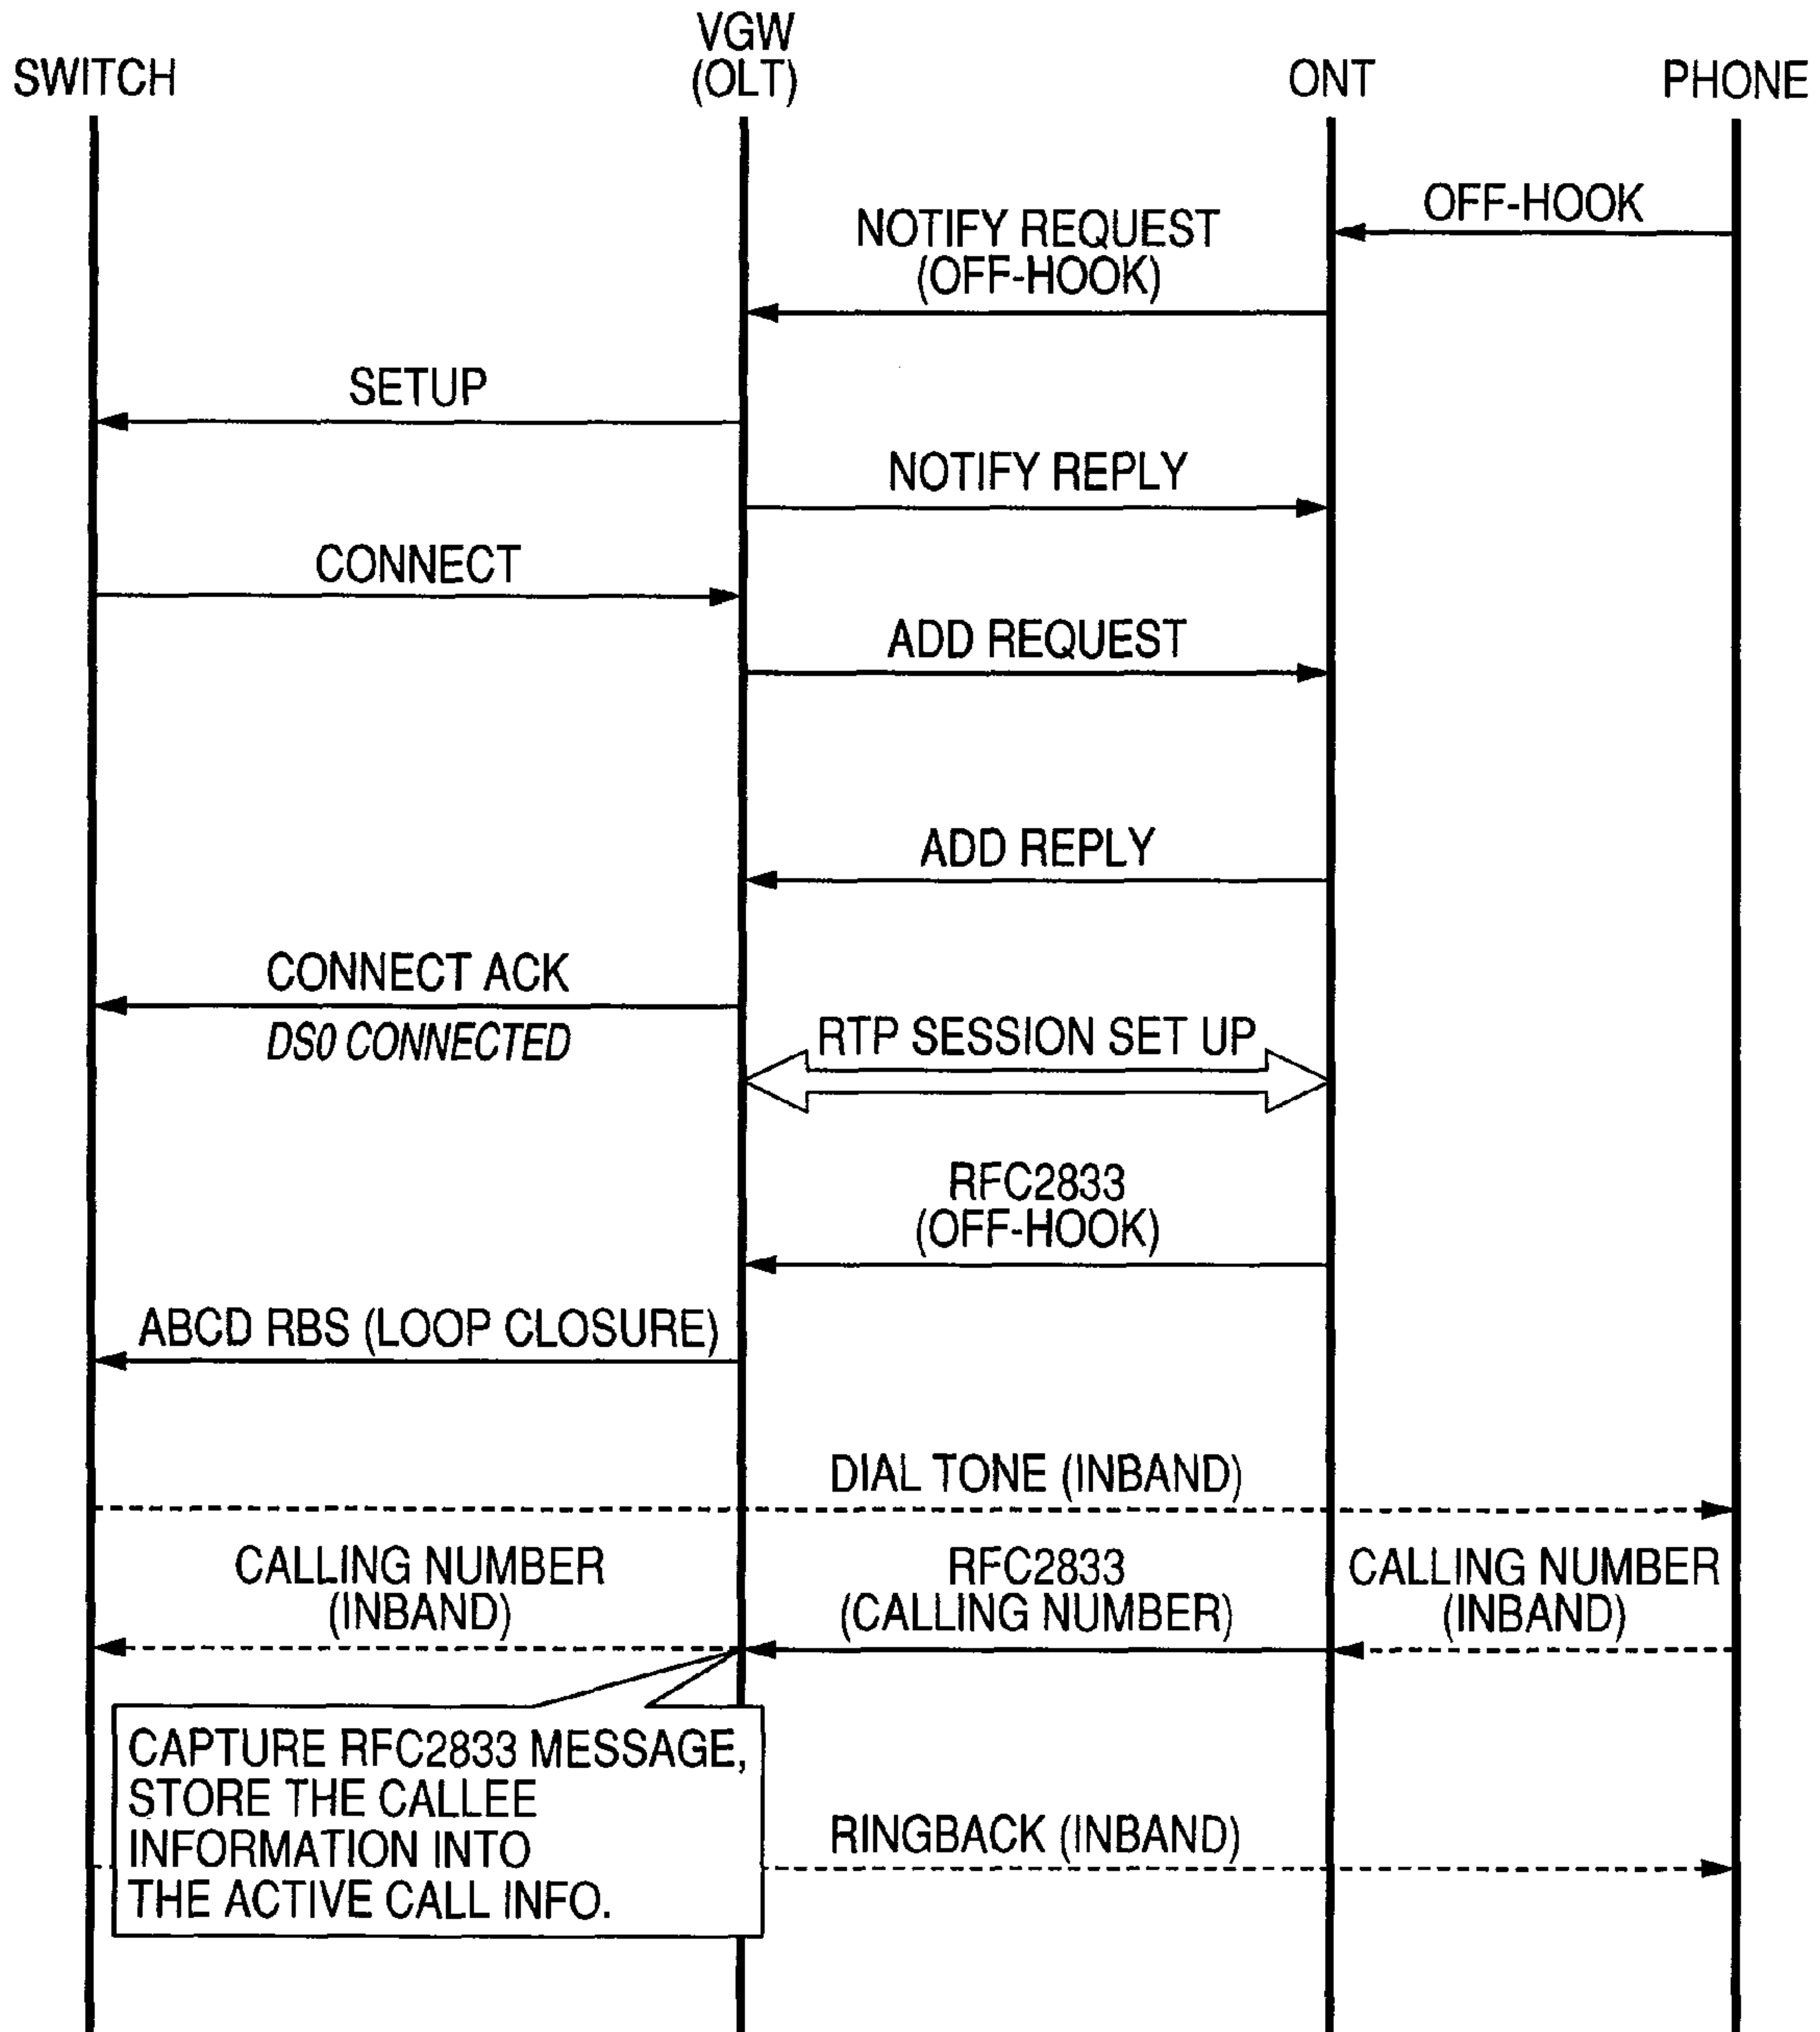 SWITCH
VGW
(OLT)
ONT
PHONE
OFF-HOOK
NOTIFY REQUEST
(OFF-HOOK)
SETUP
NOTIFY REPLY
CONNECT
ADD REQUEST
ADD REPLY
CONNECT ACK
DS0 CONNECTED
RTP SESSION SET UP
RFC2833
(OFF-HOOK)
ABCD RBS (LOOP CLOSURE)
DIAL TONE (INBAND)
CALLING NUMBER
(INBAND)
RFC2833
(CALLING NUMBER)
CALLING NUMBER
(INBAND)
CAPTURE RFC2833 MESSAGE,
STORE THE CALLEE
INFORMATION INTO
THE ACTIVE CALL INFO.
RINGBACK (INBAND)